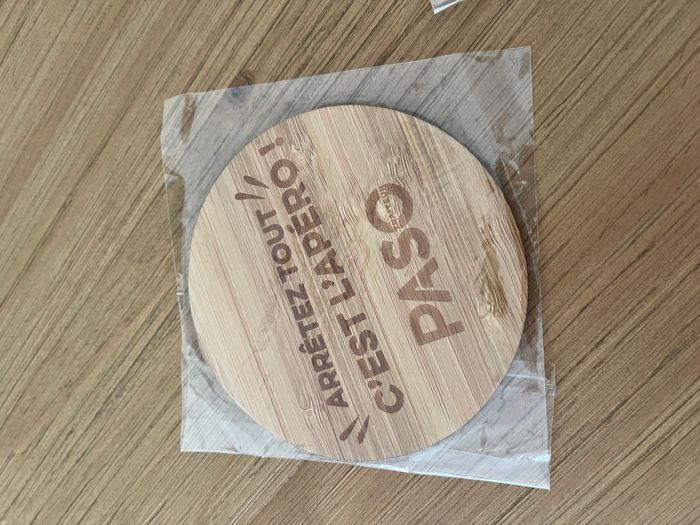 ARRÊTEZ TOUT
C'EST L'APÉRO !
PASO